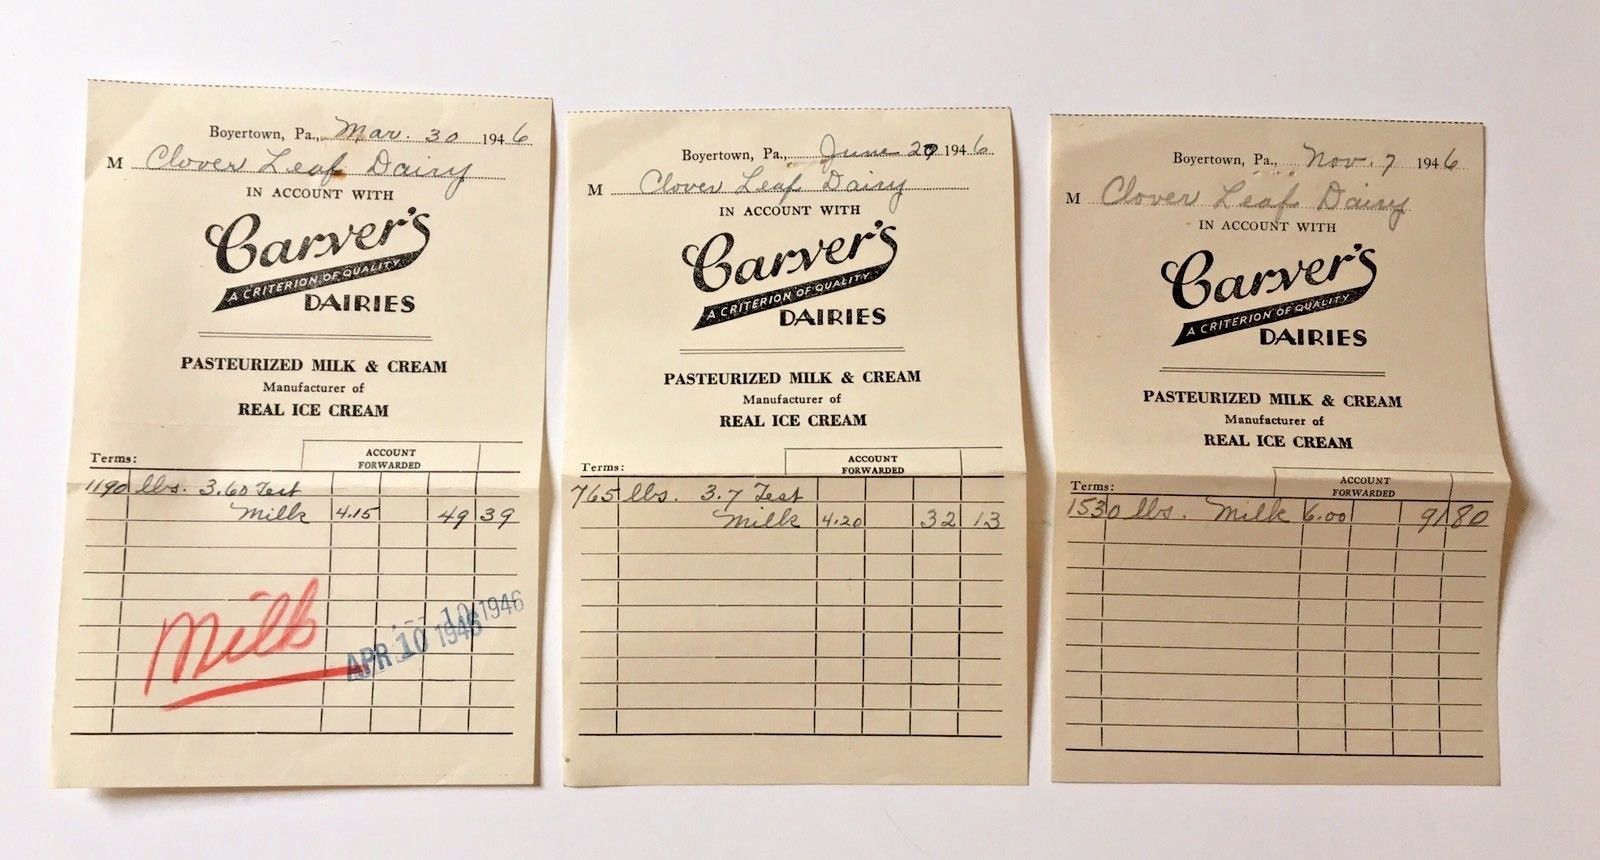 Boyertown, Pa., Mar. 30 1946
M Clover Leaf Dairy
IN ACCOUNT WITH
Carver's
A CRITERION OF QUALITY
DAIRIES
PASTEURIZED MILK & CREAM
Manufacturer of
REAL ICE CREAM
ACCOUNT
FORWARDED
Terms:
1190 lbs. 3.60 Test
Milk 4.15 49 39
Milk
APR 10 1946
10 1946
Boyertown, Pa., June 29 1946
M Clover Leaf Dairy
IN ACCOUNT WITH
Carver's
A CRITERION OF QUALITY
DAIRIES
PASTEURIZED MILK & CREAM
Manufacturer of
REAL ICE CREAM
ACCOUNT
FORWARDED
Terms:
765 lbs. 3.7 Test
Milk 4.20 32 13
Boyertown, Pa., Nov. 7 1946
M Clover Leaf Dairy
IN ACCOUNT WITH
Carver's
A CRITERION OF QUALITY
DAIRIES
PASTEURIZED MILK & CREAM
Manufacturer of
REAL ICE CREAM
ACCOUNT
FORWARDED
Terms:
1530 lbs. Milk 6.00 91 80